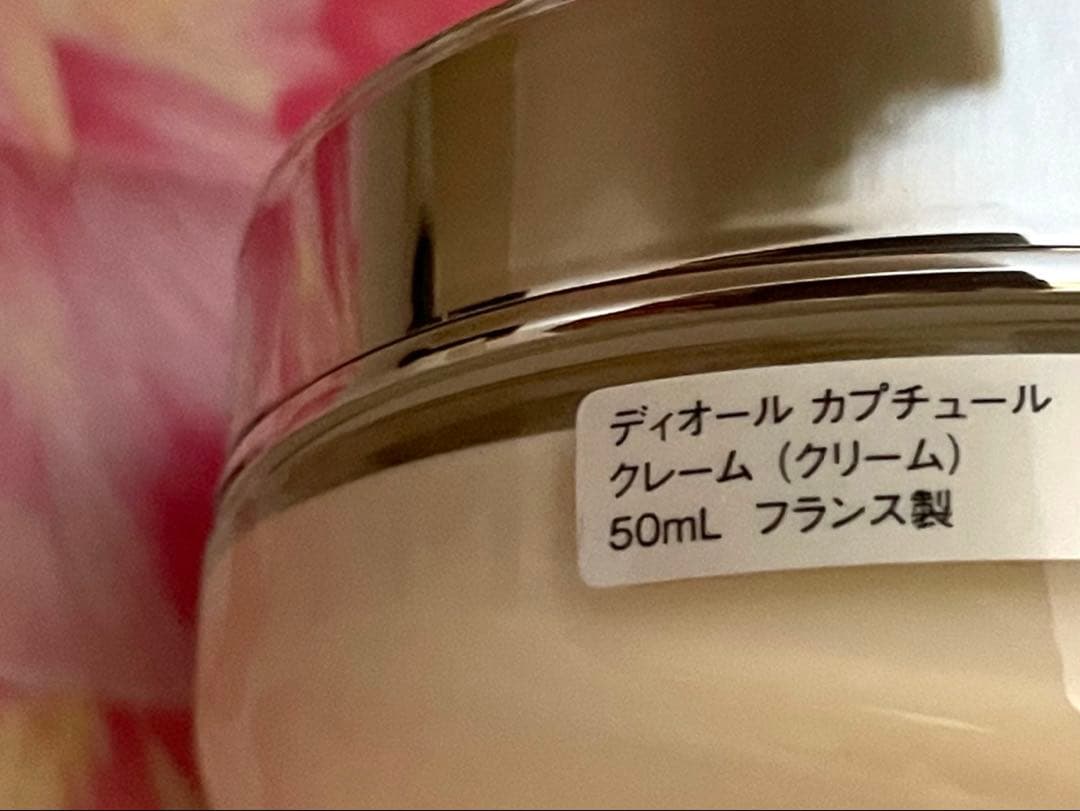 ディオール カプチュール
クレーム（クリーム）
50mL フランス製